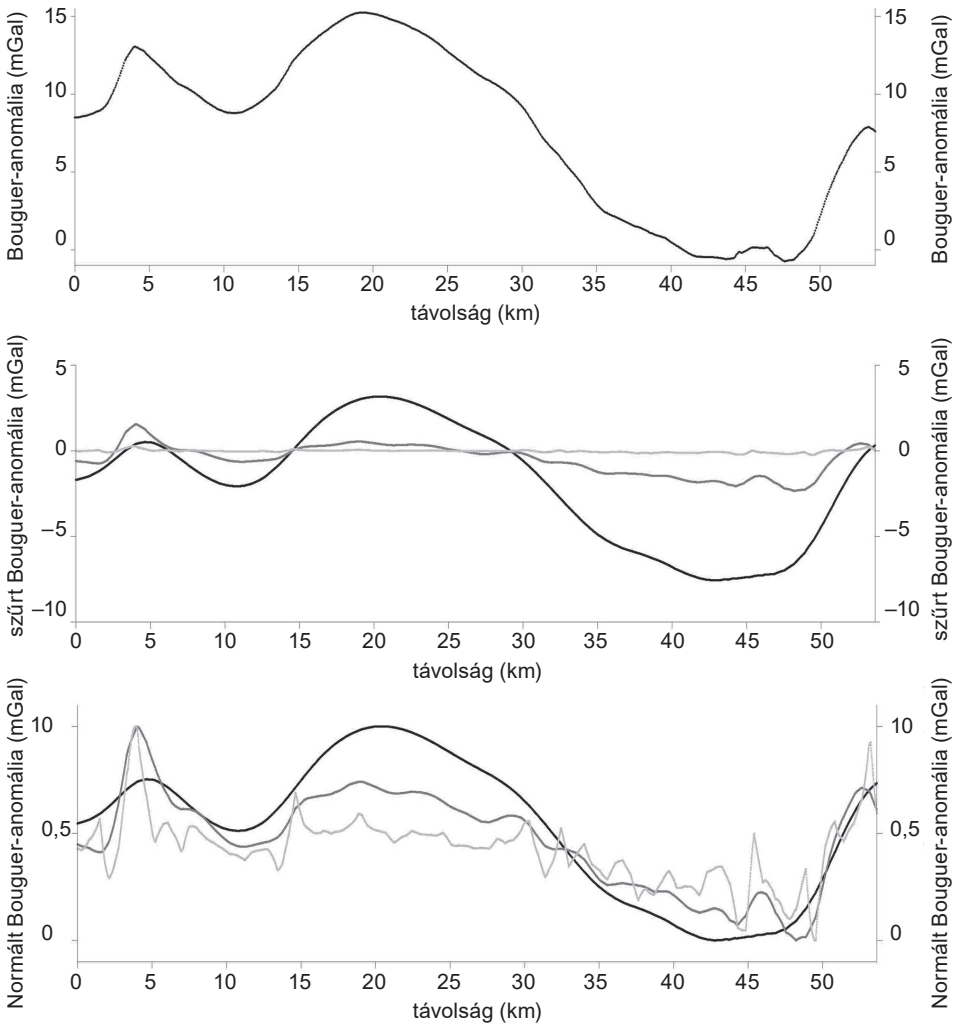 Bouguer-anomália (mGal)
15
10
5
0
15
10
5
0
Bouguer-anomália (mGal)
0 5 10 15 20 25 30 35 40 45 50
távolság (km)
szűrt Bouguer-anomália (mGal)
5
0
–5
–10
5
0
–5
–10
szűrt Bouguer-anomália (mGal)
0 5 10 15 20 25 30 35 40 45 50
távolság (km)
Normált Bouguer-anomália (mGal)
10
0,5
0
10
0,5
0
Normált Bouguer-anomália (mGal)
0 5 10 15 20 25 30 35 40 45 50
távolság (km)